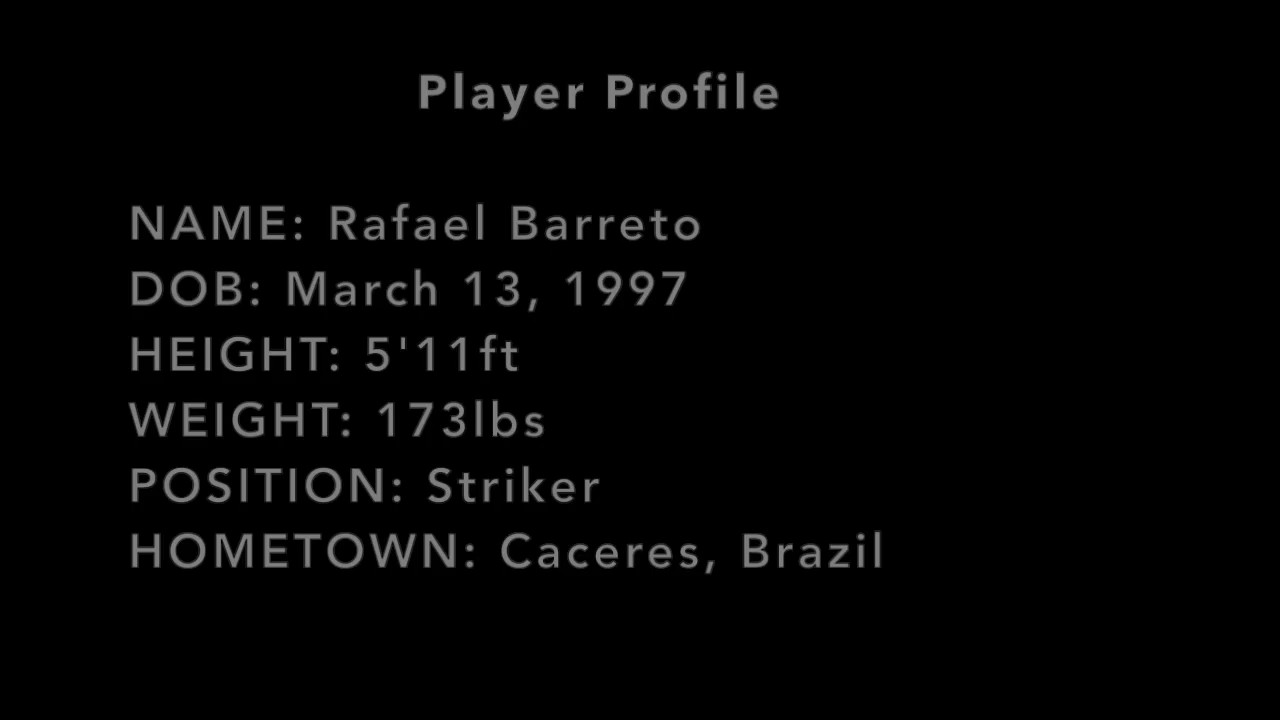 Player Profile
NAME: Rafael Barreto
DOB: March 13, 1997
HEIGHT: 5'11ft
WEIGHT: 173lbs
POSITION: Striker
HOMETOWN: Caceres, Brazil